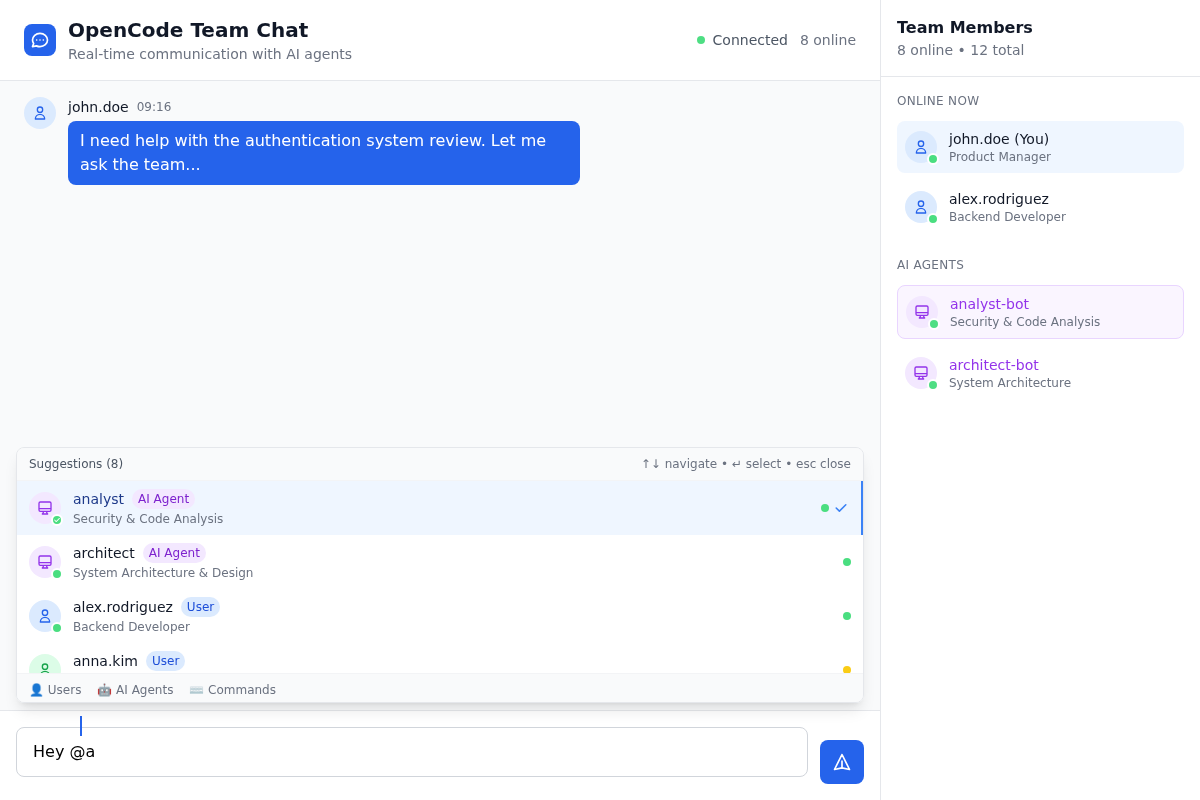 OpenCode Team Chat
Real-time communication with AI agents
Connected 8 online
john.doe 09:16
I need help with the authentication system review. Let me
ask the team...
Suggestions (8)
↑↓ navigate • ↵ select • esc close
analyst AI Agent
Security & Code Analysis
architect AI Agent
System Architecture & Design
alex.rodriguez User
Backend Developer
anna.kim User
👤 Users 🤖 AI Agents ⌨️ Commands
Hey @a
Team Members
8 online • 12 total
ONLINE NOW
john.doe (You)
Product Manager
alex.rodriguez
Backend Developer
AI AGENTS
analyst-bot
Security & Code Analysis
architect-bot
System Architecture